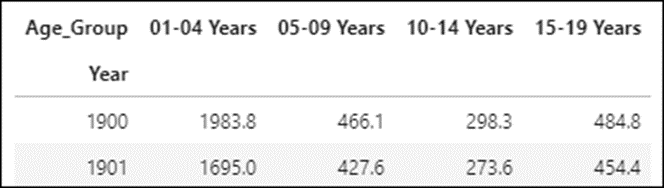 Age_Group 01-04 Years 05-09 Years 10-14 Years 15-19 Years
Year
1900 1983.8 466.1 298.3 484.8
1901 1695.0 427.6 273.6 454.4